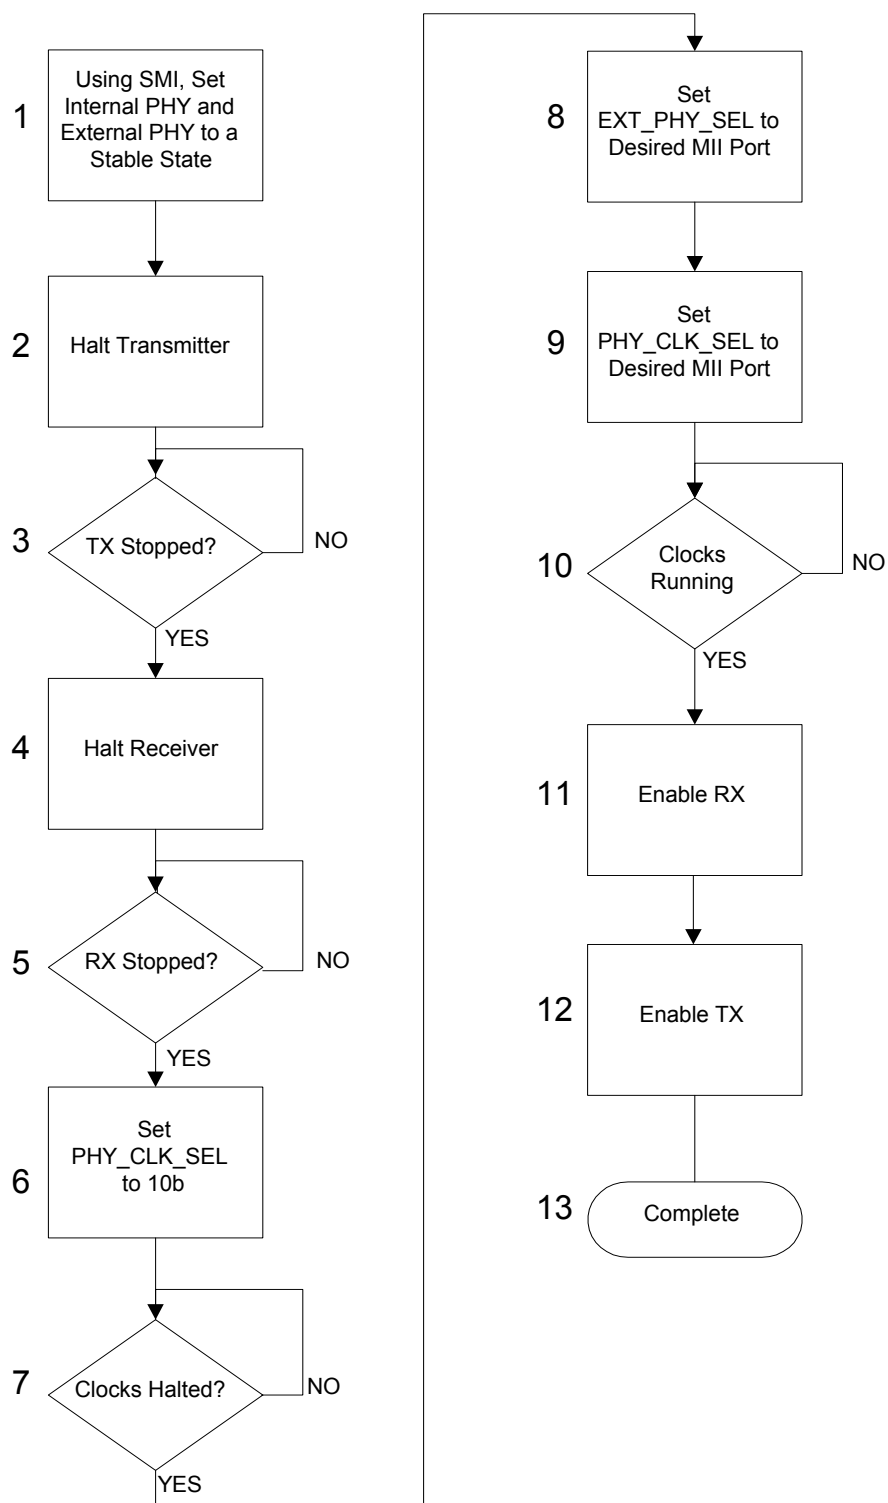 1
Using SMI, Set
Internal PHY and
External PHY to a
Stable State
2
Halt Transmitter
3
TX Stopped?
NO
YES
4
Halt Receiver
5
RX Stopped?
NO
YES
6
Set
PHY_CLK_SEL
to 10b
7
Clocks Halted?
NO
YES
8
Set
EXT_PHY_SEL to
Desired MII Port
9
Set
PHY_CLK_SEL to
Desired MII Port
10
Clocks
Running
NO
YES
11
Enable RX
12
Enable TX
13
Complete